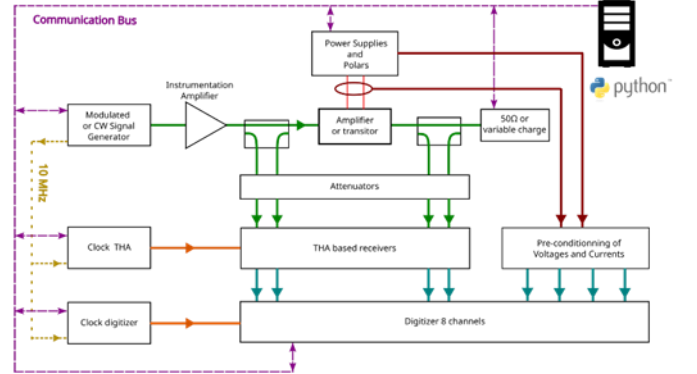 Communication Bus
python
Power Supplies
and
Polars
Instrumentation
Amplifier
Modulated
or CW Signal
Generator
Amplifier
or transitor
50Ω or
variable charge
10 MHz
Attenuators
Clock THA
THA based receivers
Pre-conditionning of
Voltages and Currents
Clock digitizer
Digitizer 8 channels